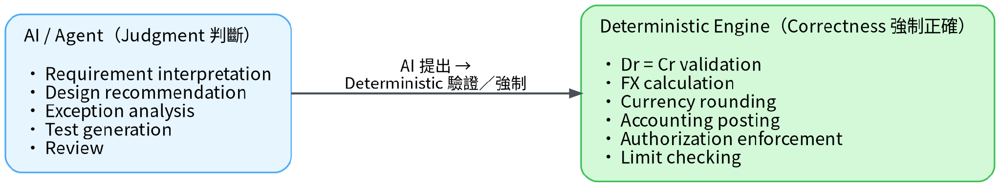 AI / Agent（Judgment 判斷）
・ Requirement interpretation
・ Design recommendation
・ Exception analysis
・ Test generation
・ Review
AI 提出 →
Deterministic 驗證／強制
Deterministic Engine（Correctness 強制正確）
・ Dr = Cr validation
・ FX calculation
・ Currency rounding
・ Accounting posting
・ Authorization enforcement
・ Limit checking